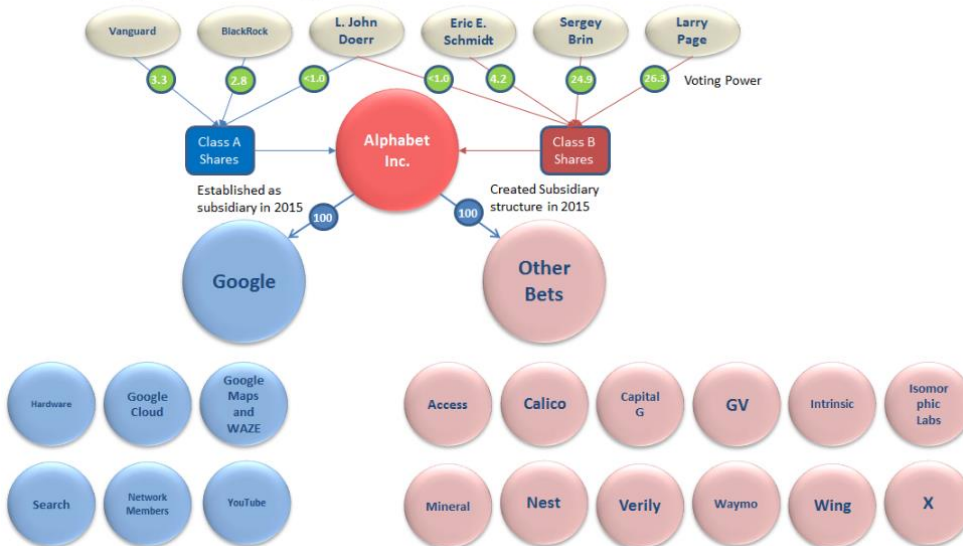 Vanguard
BlackRock
L. John
Doerr
Eric E.
Schmidt
Sergey
Brin
Larry
Page
3.3
2.8
<1.0
<1.0
4.2
24.9
26.3
Voting Power
Class A
Shares
Alphabet
Inc.
Class B
Shares
Established as
subsidiary in 2015
100
100
Created Subsidiary
structure in 2015
Google
Other
Bets
Hardware
Google
Cloud
Google
Maps
and
WAZE
Access
Calico
Capital
G
GV
Intrinsic
Isomor
phic
Labs
Search
Network
Members
YouTube
Mineral
Nest
Verily
Waymo
Wing
X